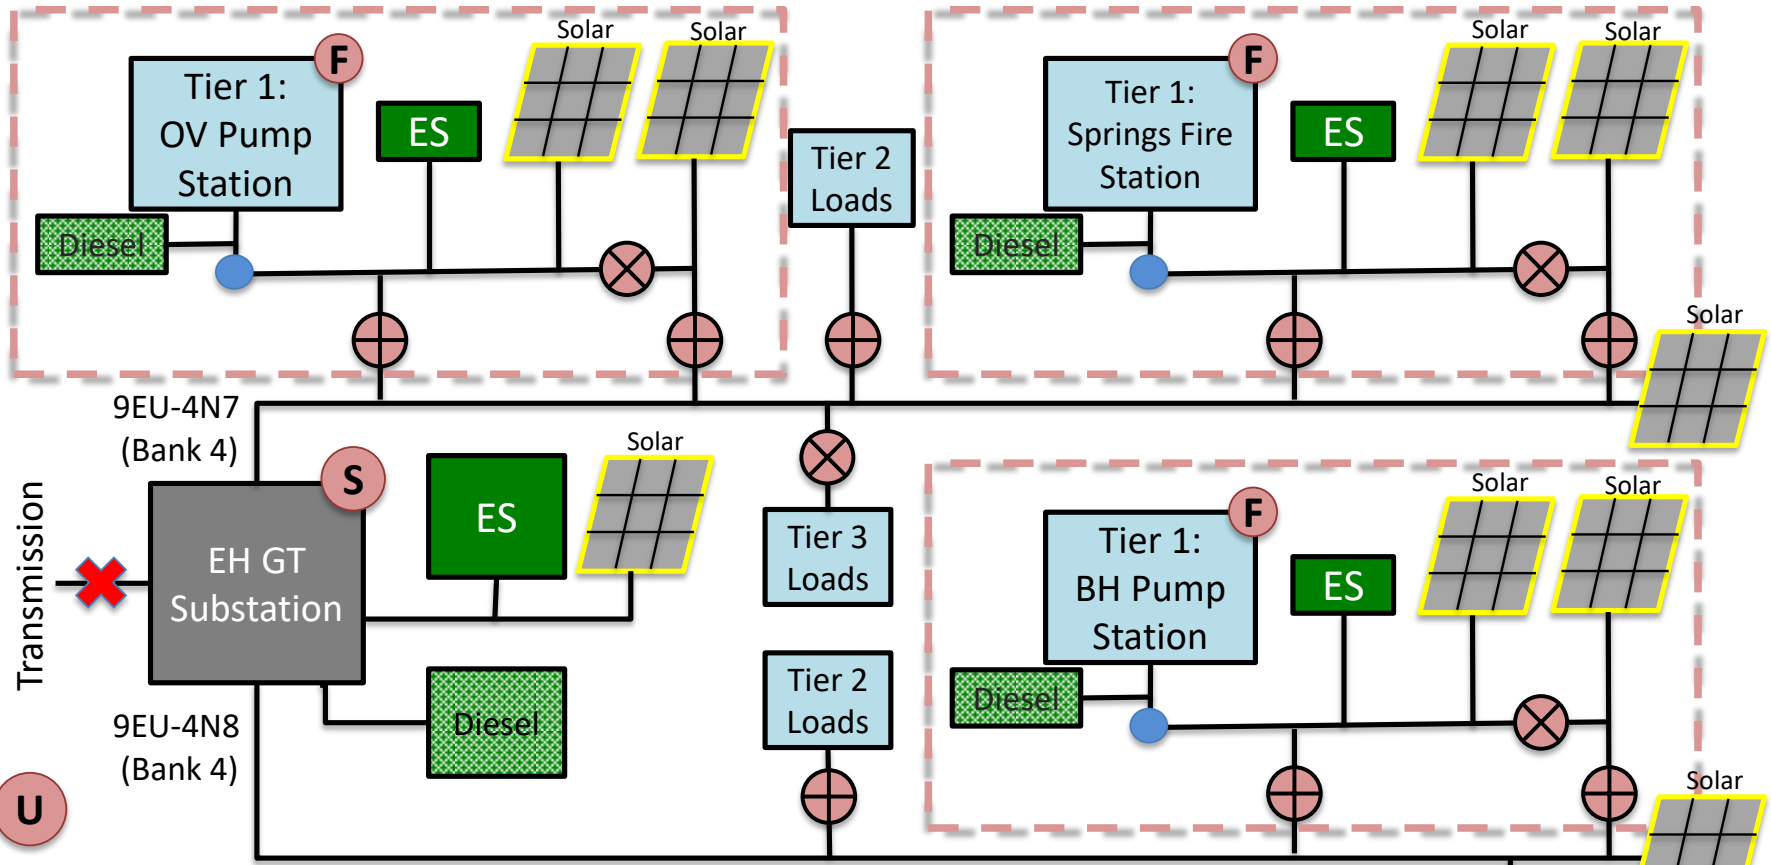 Solar
Solar
F
Tier 1:
OV Pump
Station
ES
Diesel
Tier 2
Loads
Solar
Solar
F
Tier 1:
Springs Fire
Station
ES
Diesel
Solar
9EU-4N7
(Bank 4)
Transmission
S
EH GT
Substation
ES
Solar
Diesel
Tier 3
Loads
Tier 2
Loads
9EU-4N8
(Bank 4)
U
Solar
Solar
F
Tier 1:
BH Pump
Station
ES
Diesel
Solar